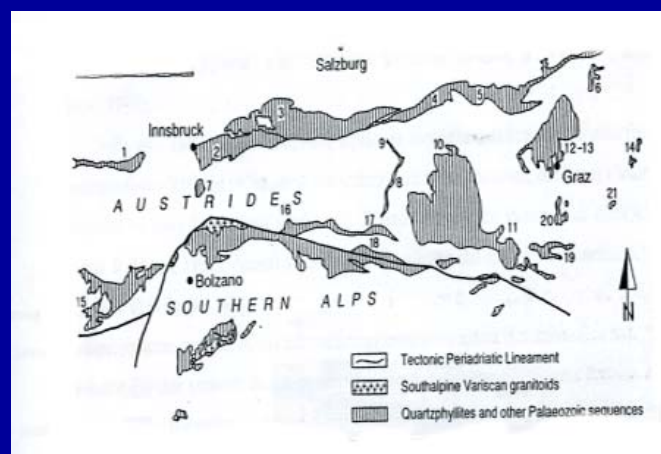 Salzburg
6
5
4
3
Innsbruck
2
1
9
10
12-13
14
Graz
7
8
AUSTRIDES
21
16
17
20
11
18
19
Bolzano
15
SOUTHERN ALPS
N
Tectonic Periadriatic Lineament
Southalpine Variscan granitoids
Quartzphyllites and other Palaeozoic sequences